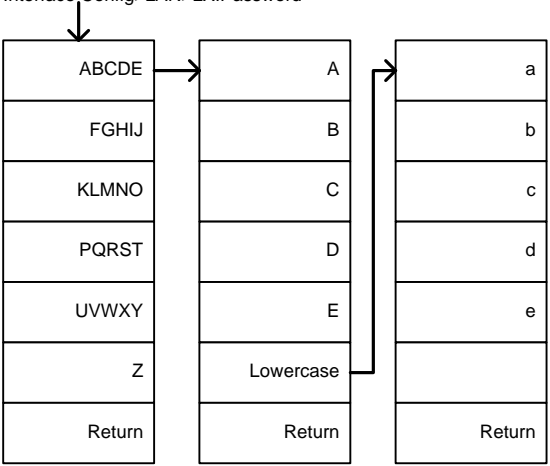 ABCDE
FGHIJ
KLMNO
PQRST
UVWXY
Z
Return
A
B
C
D
E
Lowercase
Return
a
b
c
d
e
Return